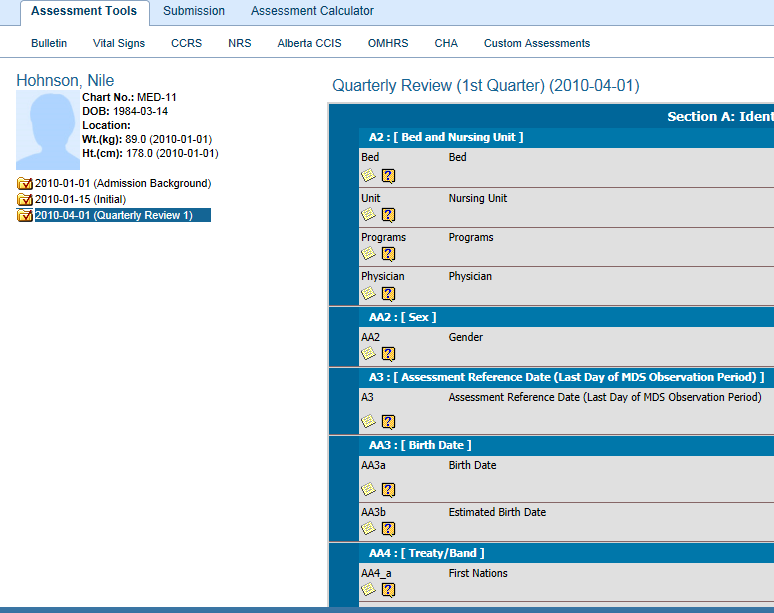 Assessment Tools Submission Assessment Calculator
Bulletin Vital Signs CCRS NRS Alberta CCIS OMHRS CHA Custom Assessments
Hohnson, Nile
Chart No.: MED-11
DOB: 1984-03-14
Location:
Wt.(kg): 89.0 (2010-01-01)
Ht.(cm): 178.0 (2010-01-01)
2010-01-01 (Admission Background)
2010-01-15 (Initial)
2010-04-01 (Quarterly Review 1)
Quarterly Review (1st Quarter) (2010-04-01)
Section A: Ident
A2 : [ Bed and Nursing Unit ]
Bed Bed
?
Unit Nursing Unit
?
Programs Programs
?
Physician Physician
?
AA2 : [ Sex ]
AA2 Gender
?
A3 : [ Assessment Reference Date (Last Day of MDS Observation Period) ]
A3 Assessment Reference Date (Last Day of MDS Observation Period)
?
AA3 : [ Birth Date ]
AA3a Birth Date
?
AA3b Estimated Birth Date
?
AA4 : [ Treaty/Band ]
AA4_a First Nations
?